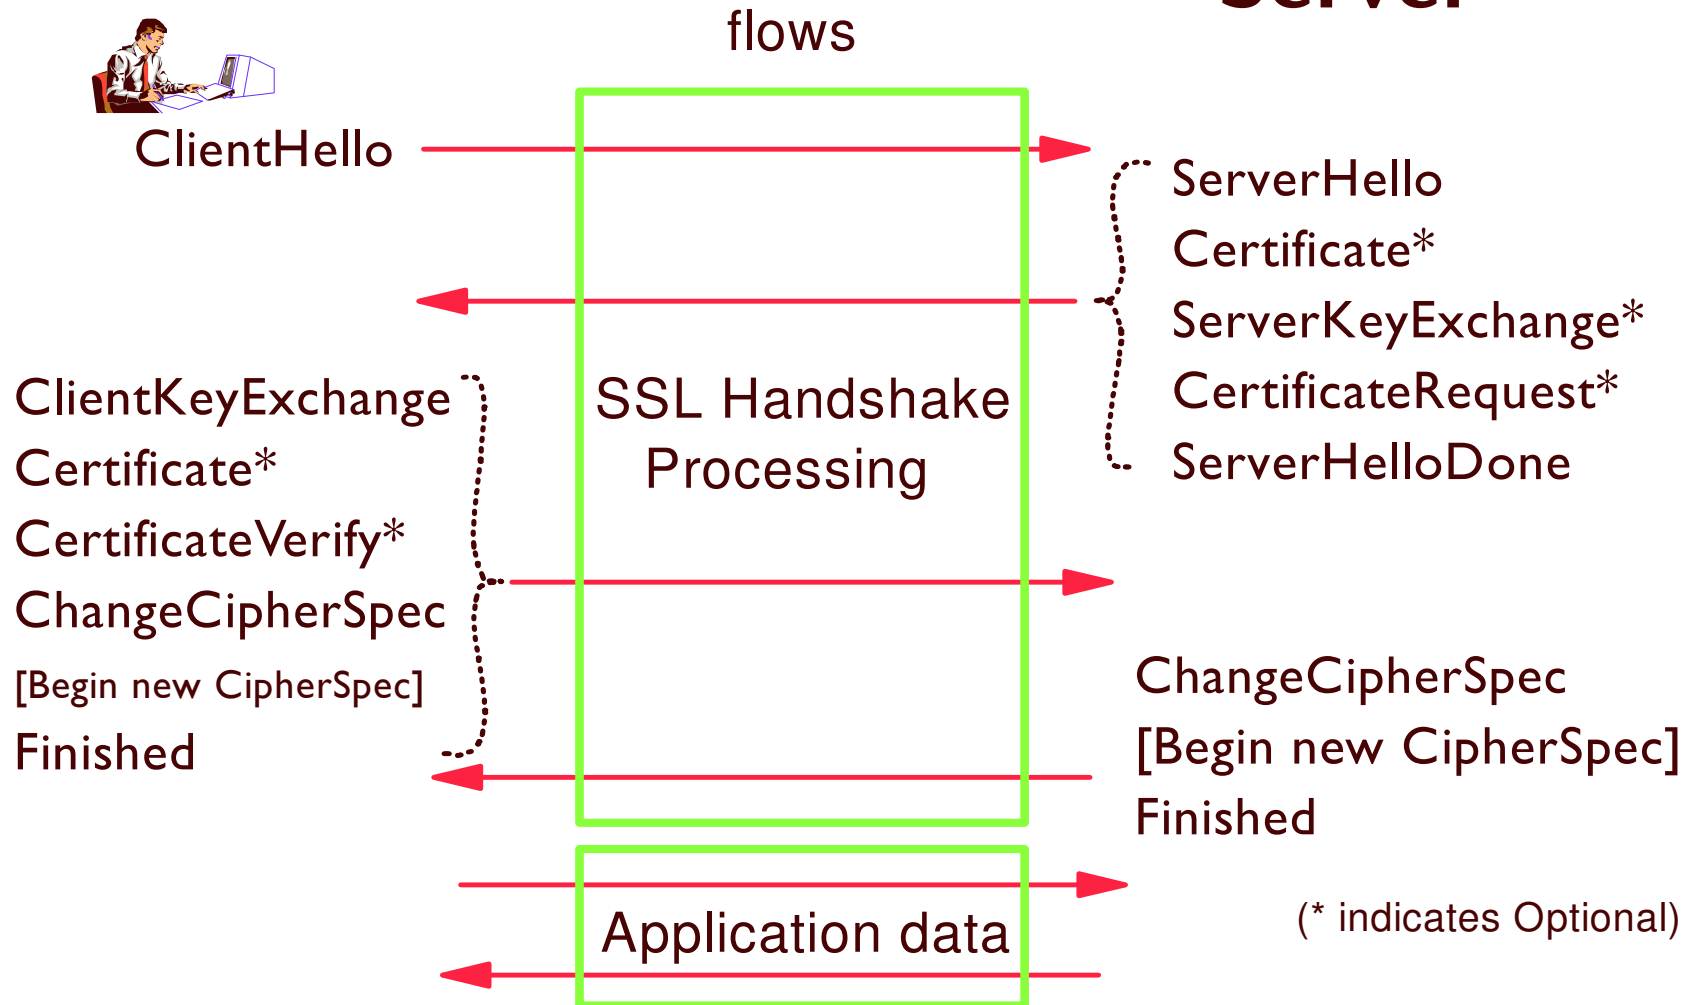 Server
flows
ClientHello
ServerHello
Certificate*
ServerKeyExchange*
CertificateRequest*
ServerHelloDone
SSL Handshake
Processing
ClientKeyExchange
Certificate*
CertificateVerify*
ChangeCipherSpec
[Begin new CipherSpec]
Finished
ChangeCipherSpec
[Begin new CipherSpec]
Finished
Application data
(* indicates Optional)